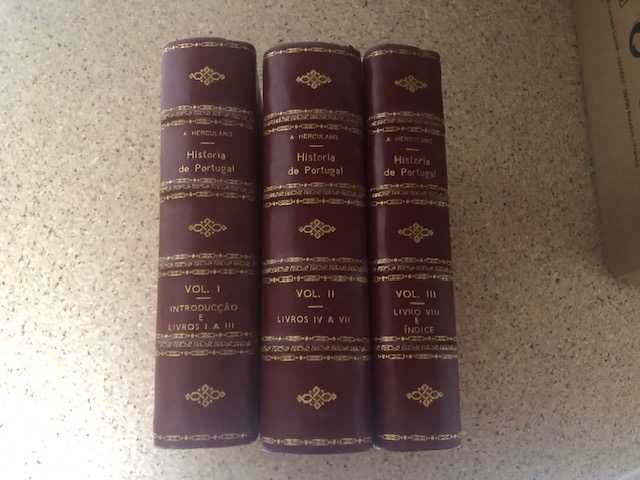 A HERCULANO
Historia
de Portugal
VOL. I
INTRODUCÇÃO
E
LIVROS I A III
A HERCULANO
Historia
de Portugal
VOL. II
LIVROS IV A VII
A HERCULANO
Historia
de Portugal
VOL. III
LIVRO VIII
E
ÍNDICE